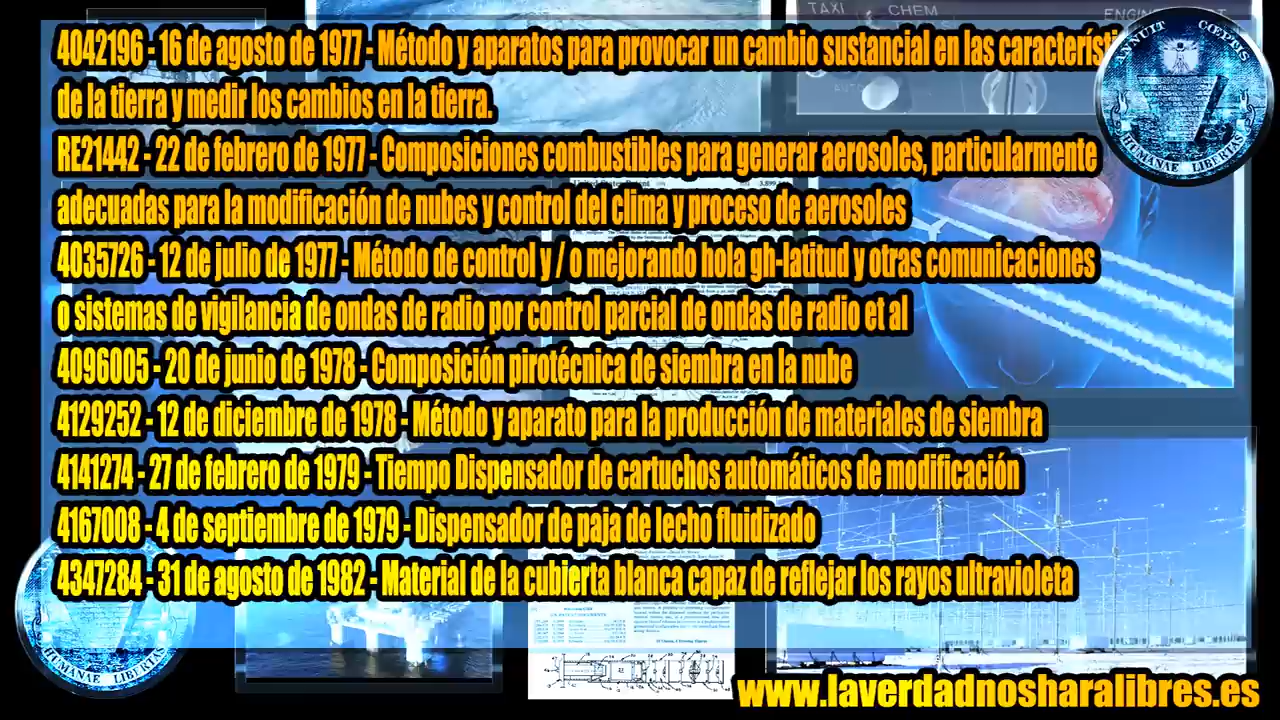 TAXI CHEM
4042196 - 16 de agosto de 1977 - Método y aparatos para provocar un cambio sustancial en las característi
ANNUIT CŒPTIS
de la tierra y medir los cambios en la tierra.
RE21442 - 22 de febrero de 1977 - Composiciones combustibles para generar aerosoles, particularmente
HUMANAE LIBERTAS
adecuadas para la modificación de nubes y control del clima y proceso de aerosoles
4035726 - 12 de julio de 1977 - Método de control y / o mejorando hola gh-latitud y otras comunicaciones
o sistemas de vigilancia de ondas de radio por control parcial de ondas de radio et al
4096005 - 20 de junio de 1978 - Composición pirotécnica de siembra en la nube
4129252 - 12 de diciembre de 1978 - Método y aparato para la producción de materiales de siembra
4141274 - 27 de febrero de 1979 - Tiempo Dispensador de cartuchos automáticos de modificación
4167008 - 4 de septiembre de 1979 - Dispensador de paja de lecho fluidizado
4347284 - 31 de agosto de 1982 - Material de la cubierta blanca capaz de reflejar los rayos ultravioleta
HUMANAE LIBERTAS
www.laverdadnosharalibres.es